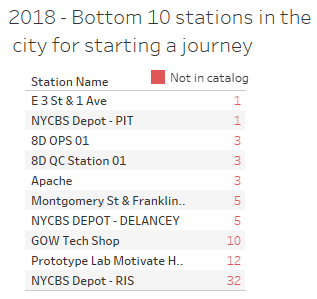 2018 - Bottom 10 stations in the
city for starting a journey
Station Name
Not in catalog
E 3 St & 1 Ave 1
NYCBS Depot - PIT 1
8D OPS 01 3
8D QC Station 01 3
Apache 3
Montgomery St & Franklin.. 5
NYCBS DEPOT - DELANCEY 5
GOW Tech Shop 10
Prototype Lab Motivate H.. 12
NYCBS Depot - RIS 32